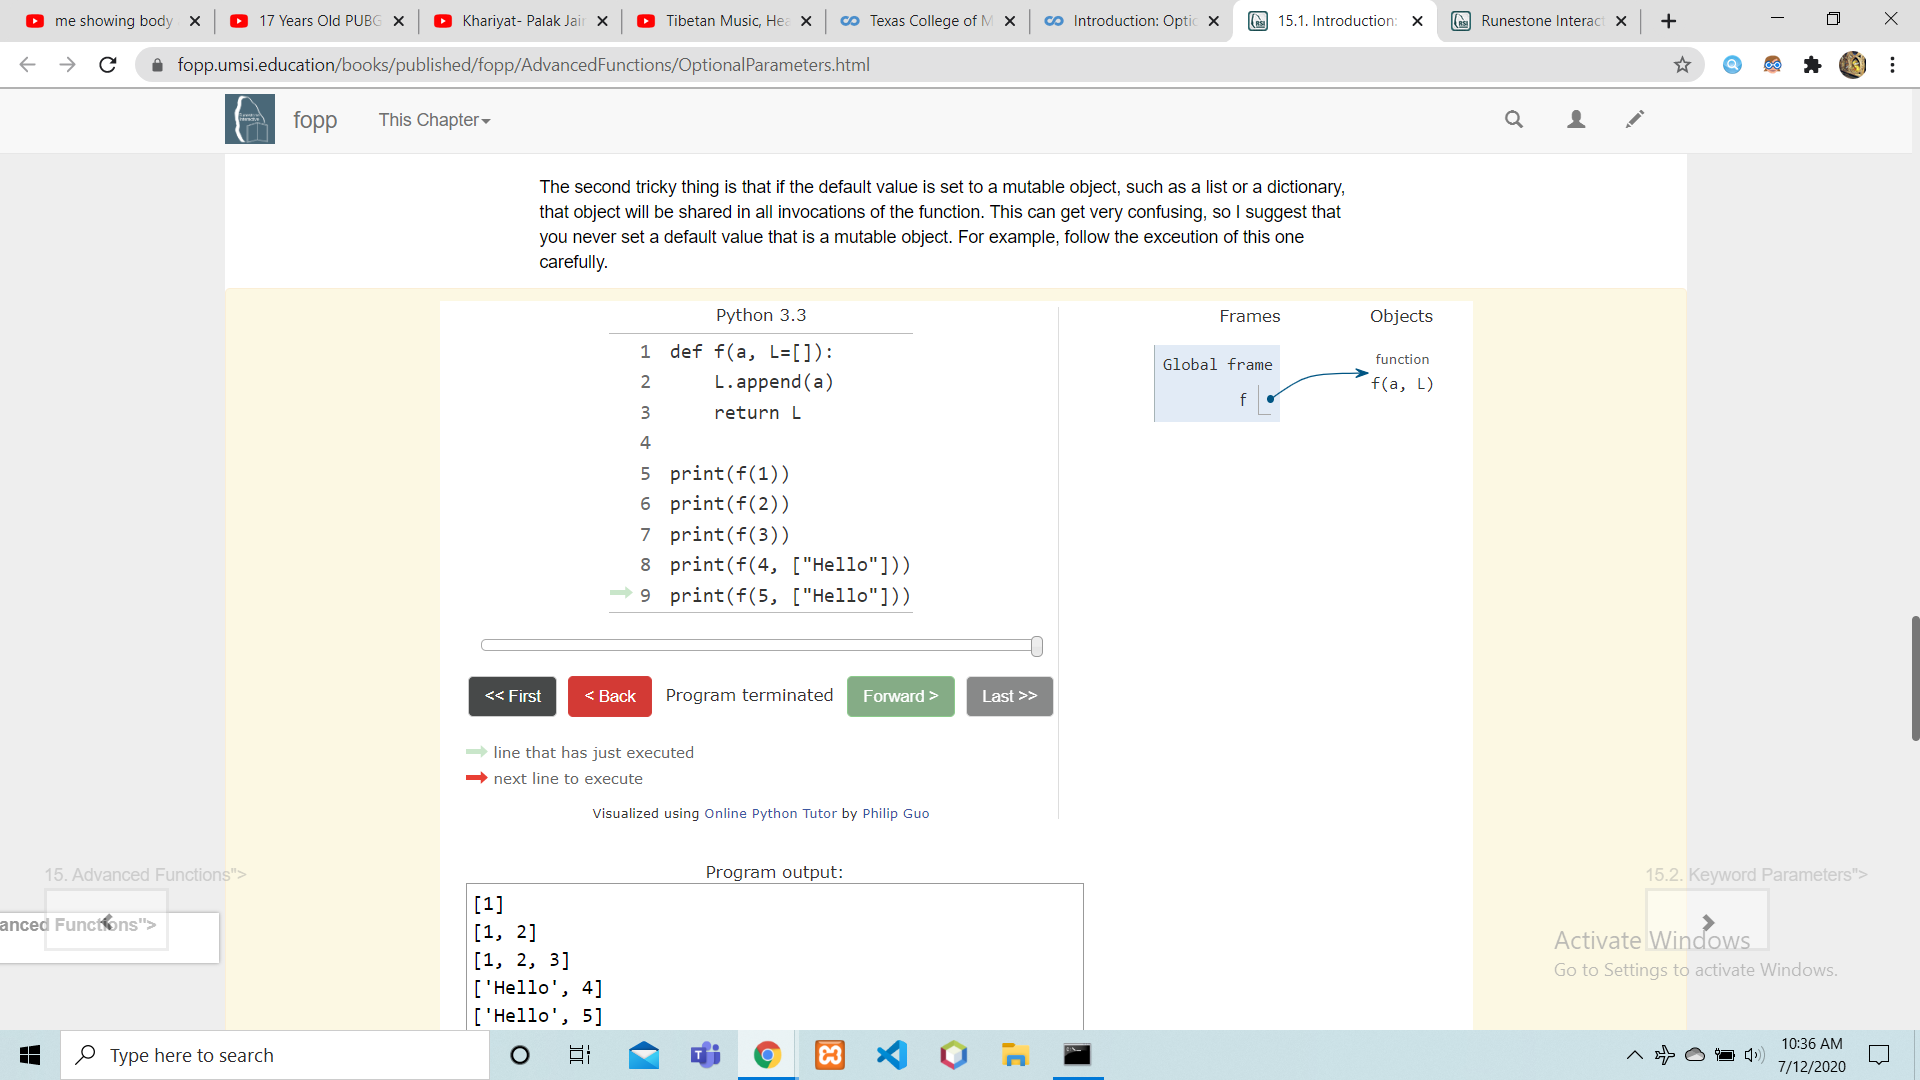 me showing body
17 Years Old PUBG
Khariyat- Palak Jain
Tibetan Music, Hea
Texas College of M
Introduction: Optio
15.1. Introduction:
Runestone Interact
fopp.umsi.education/books/published/fopp/AdvancedFunctions/OptionalParameters.html
fopp
This Chapter
The second tricky thing is that if the default value is set to a mutable object, such as a list or a dictionary,
that object will be shared in all invocations of the function. This can get very confusing, so I suggest that
you never set a default value that is a mutable object. For example, follow the exceution of this one
carefully.
Python 3.3
1 def f(a, L=[]):
2     L.append(a)
3     return L
4
5 print(f(1))
6 print(f(2))
7 print(f(3))
8 print(f(4, ["Hello"]))
9 print(f(5, ["Hello"]))
<< First
< Back
Program terminated
Forward >
Last >>
line that has just executed
next line to execute
Visualized using Online Python Tutor by Philip Guo
Frames
Objects
Global frame
f
function
f(a, L)
Program output:
[1]
[1, 2]
[1, 2, 3]
['Hello', 4]
['Hello', 5]
15. Advanced Functions">
anced Functions">
15.2. Keyword Parameters">
Activate Windows
Go to Settings to activate Windows.
Type here to search
10:36 AM
7/12/2020